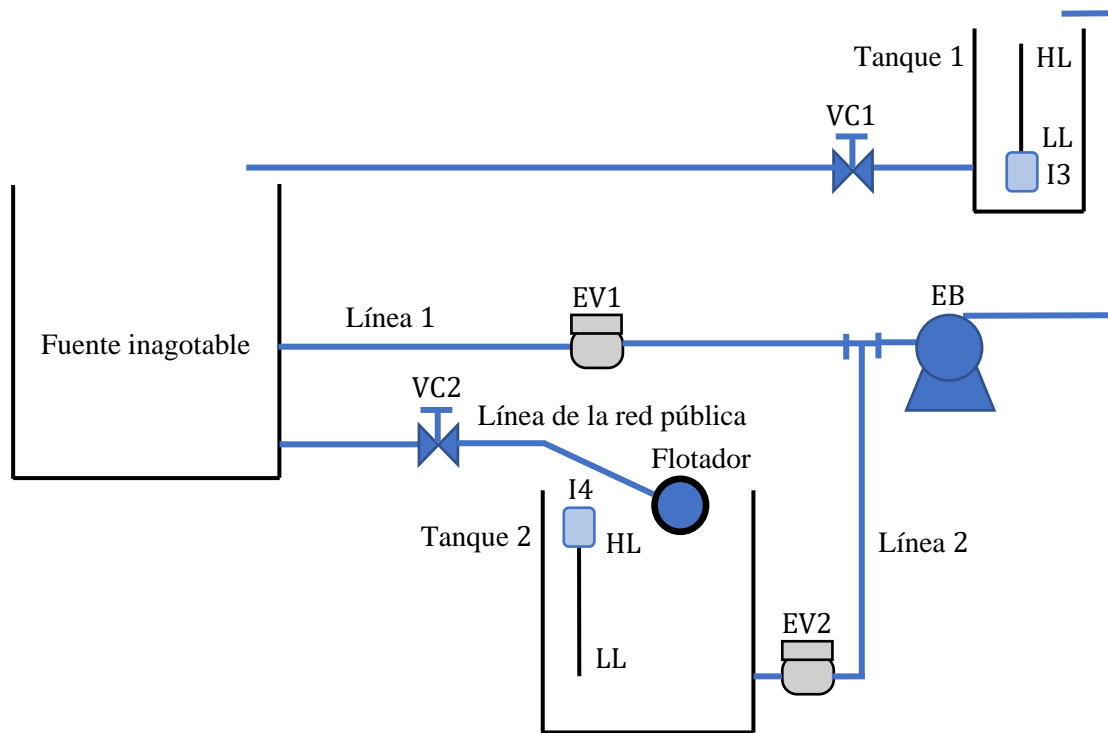 Tanque 1
HL
VC1
LL
I3
EV1
EB
Línea 1
Fuente inagotable
VC2
Línea de la red pública
Flotador
I4
Tanque 2
HL
Línea 2
EV2
LL